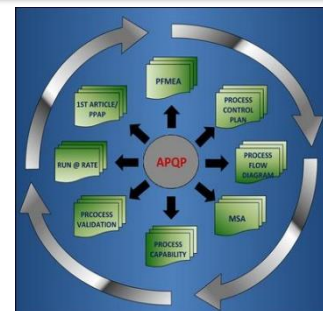 PFMEA
PROCESS
CONTROL
PLAN
PROCESS
FLOW
DIAGRAM
MSA
PROCESS
CAPABILITY
PRCOCESS
VALIDATION
RUN @ RATE
1ST ARTICLE/
PPAP
APQP